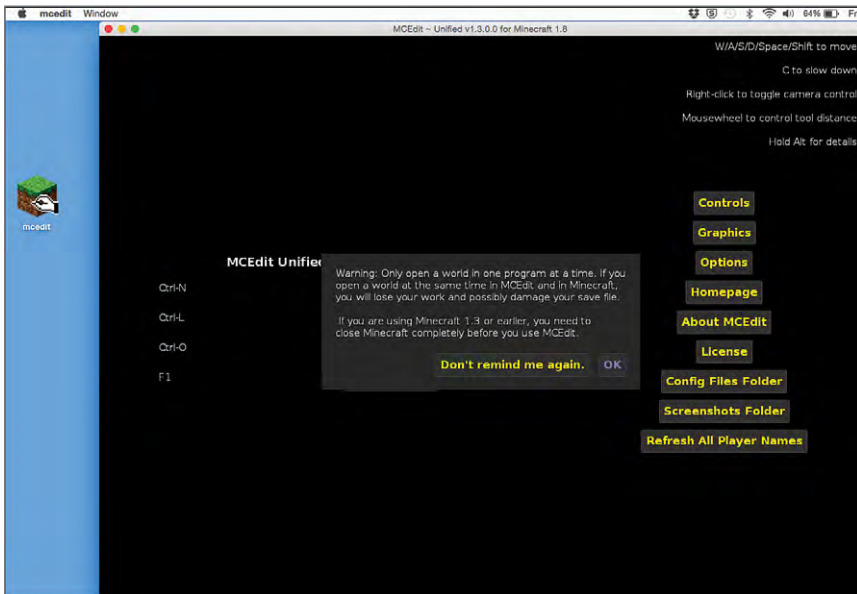 mcedit Window
64% Fr
MCEdit ~ Unified v1.3.0.0 for Minecraft 1.8
W/A/S/D/Space/Shift to move
C to slow down
Right-click to toggle camera control
Mousewheel to control tool distance
Hold Alt for details
mcedit
Controls
Graphics
MCEdit Unified
Options
Ctrl-N
Homepage
Ctrl-L
About MCEdit
Ctrl-O
License
F1
Config Files Folder
Screenshots Folder
Refresh All Player Names
Warning: Only open a world in one program at a time. If you
open a world at the same time in MCEdit and in Minecraft,
you will lose your work and possibly damage your save file.
If you are using Minecraft 1.3 or earlier, you need to
close Minecraft completely before you use MCEdit.
Don't remind me again. OK